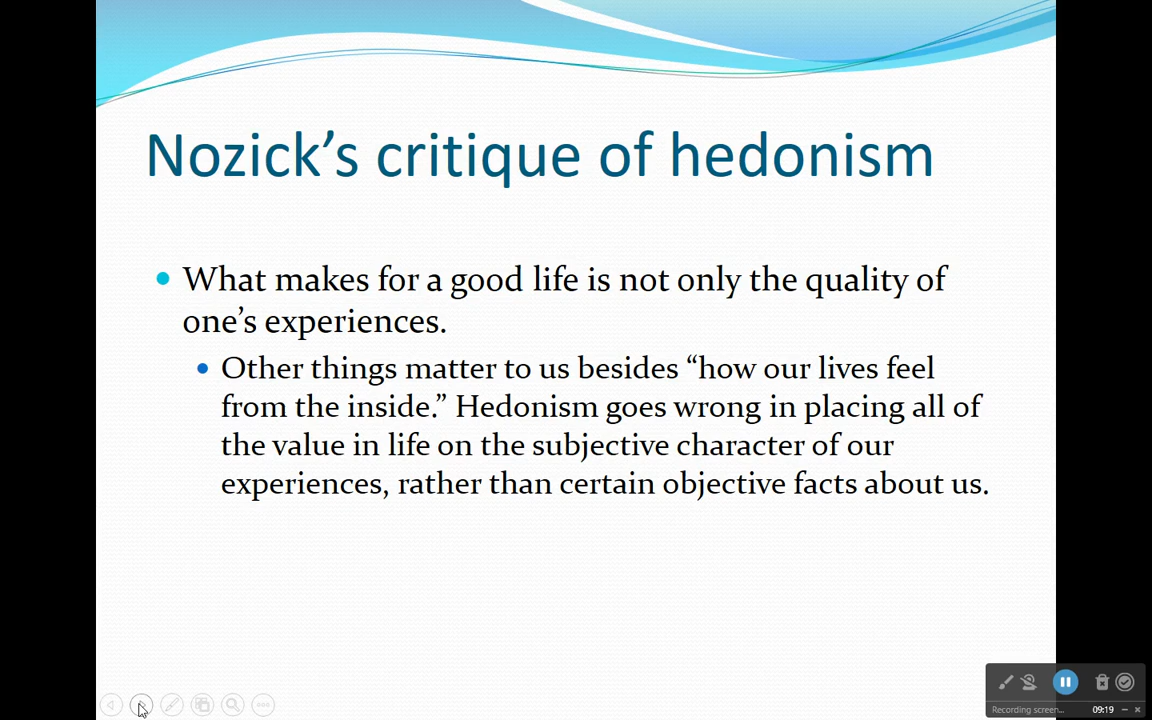 Nozick’s critique of hedonism
What makes for a good life is not only the quality of
one’s experiences.
Other things matter to us besides “how our lives feel
from the inside.” Hedonism goes wrong in placing all of
the value in life on the subjective character of our
experiences, rather than certain objective facts about us.
Recording screen... 09:19